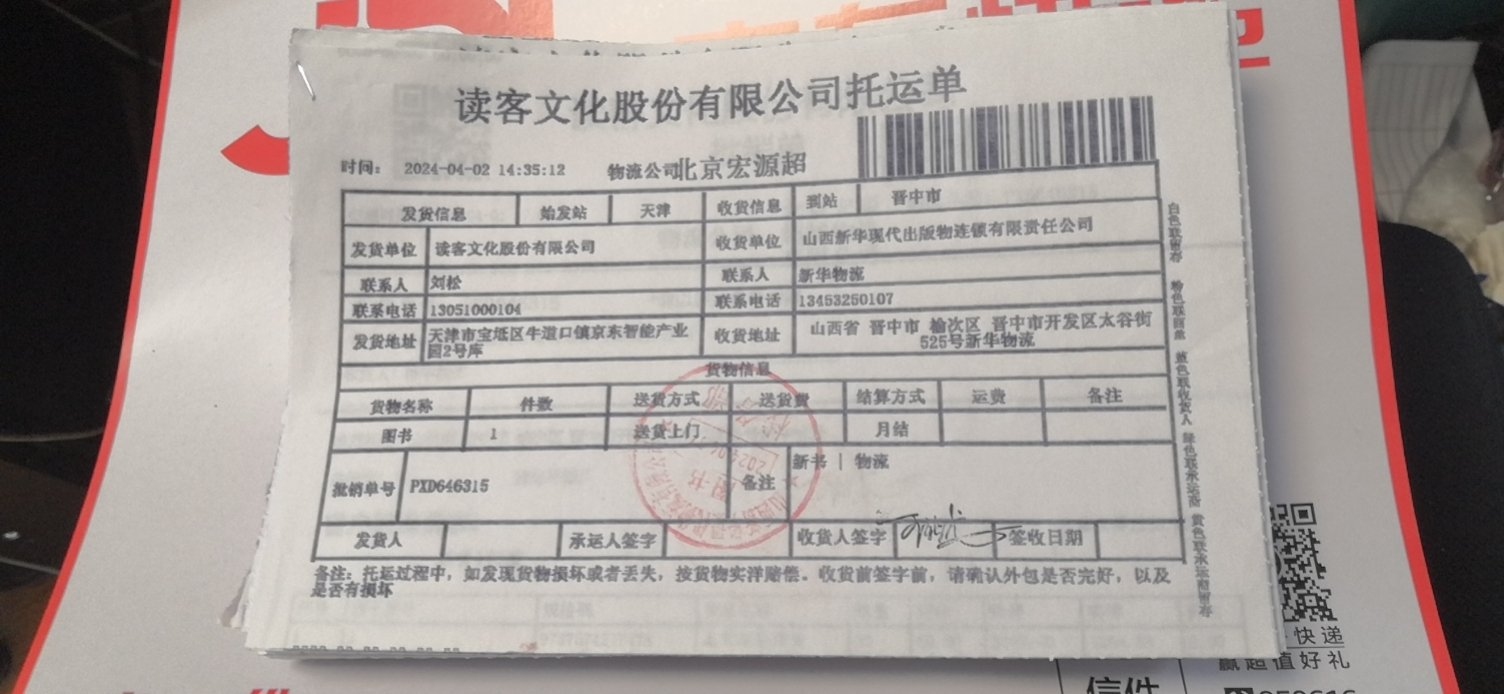 读客文化股份有限公司托运单
时间： 2024-04-02 14:35:12 物流公司北京宏源超
发货信息 始发站 天津 收货信息 到站 晋中市
发货单位 读客文化股份有限公司 收货单位 山西新华现代出版物连锁有限责任公司
联系人 刘松 联系人 新华物流
联系电话 13051000104 联系电话 13453250107
发货地址 天津市宝坻区牛道口镇京东智能产业园2号库 收货地址 山西省 晋中市 榆次区 晋中市开发区太谷街525号新华物流
货物信息
货物名称 件数 送货方式 送货费 结算方式 运费 备注
图书 1 送货上门 月结
批销单号 PXD646315 备注 新书 | 物流
发货人 承运人签字 收货人签字 签收日期
备注：托运过程中，如发现货物损坏或者丢失，按货物实洋赔偿。收货前签字前，请确认外包是否完好，以及
是否有损坏
白色联留存 粉色联回单 蓝色联收货人 绿色联承运商 黄色联承运商留存
快递
赢超值好礼
信件